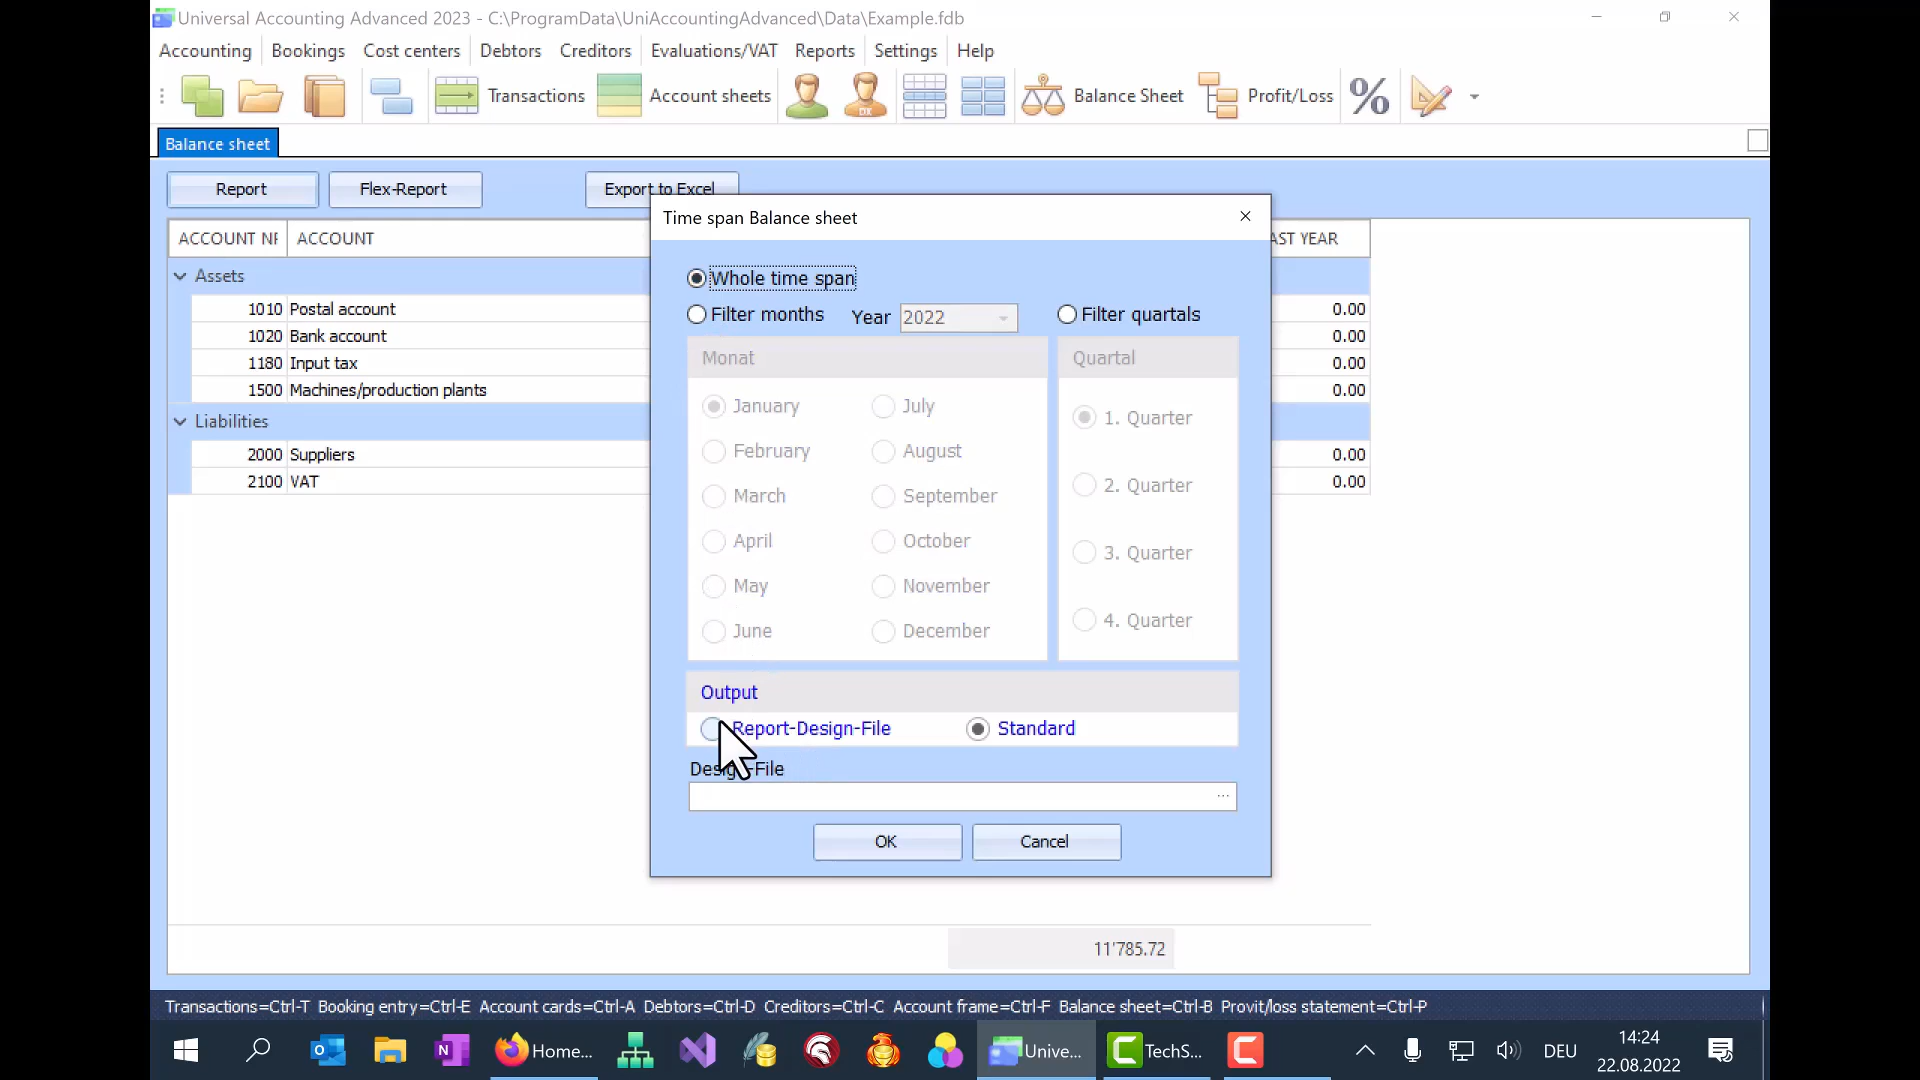 Universal Accounting Advanced 2023 - C:\ProgramData\UniAccountingAdvanced\Data\Example.fdb
Accounting Bookings Cost centers Debtors Creditors Evaluations/VAT Reports Settings Help
Transactions Account sheets Balance Sheet Profit/Loss
Balance sheet
Report Flex-Report Export to Excel
Time span Balance sheet
ACCOUNT NR ACCOUNT AST YEAR
Assets
1010 Postal account 0.00
1020 Bank account 0.00
1180 Input tax 0.00
1500 Machines/production plants 0.00
Liabilities
2000 Suppliers 0.00
2100 VAT 0.00
Whole time span
Filter months Year 2022 Filter quartals
Monat Quartal
January July
February August
March September
April October
May November
June December
1. Quarter
2. Quarter
3. Quarter
4. Quarter
Output
Report-Design-File Standard
Design-File
...
OK Cancel
11'785.72
Transactions=Ctrl-T Booking entry=Ctrl-E Account cards=Ctrl-A Debtors=Ctrl-D Creditors=Ctrl-C Account frame=Ctrl-F Balance sheet=Ctrl-B Provit/loss statement=Ctrl-P
Home... Unive... TechS... DEU 14:24
22.08.2022